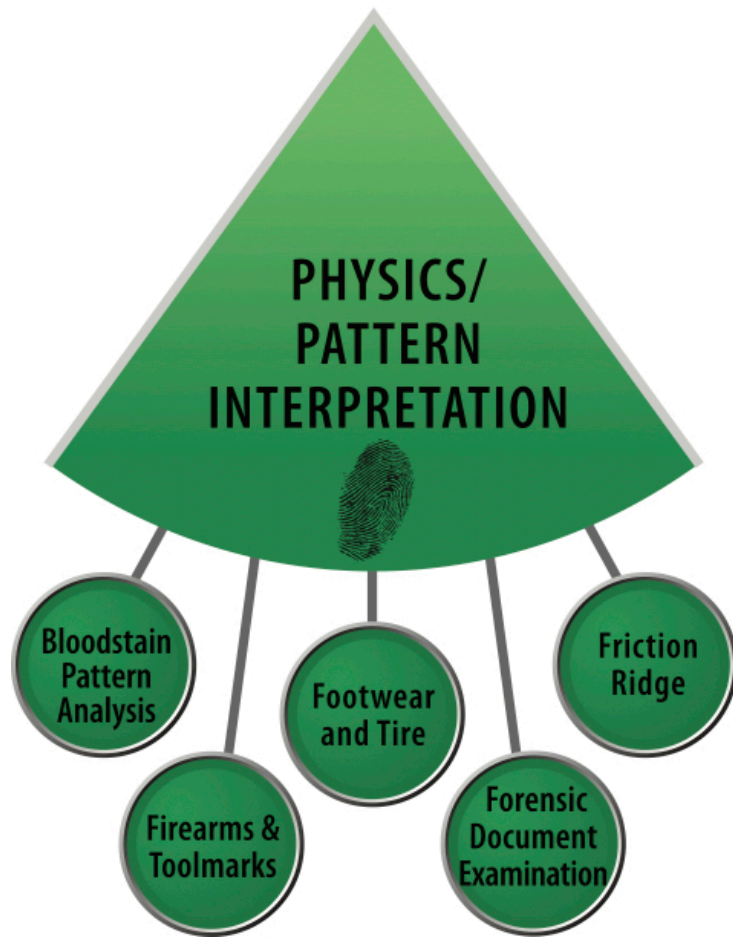 PHYSICS/
PATTERN
INTERPRETATION
Bloodstain
Pattern
Analysis
Firearms &
Toolmarks
Footwear
and Tire
Forensic
Document
Examination
Friction
Ridge